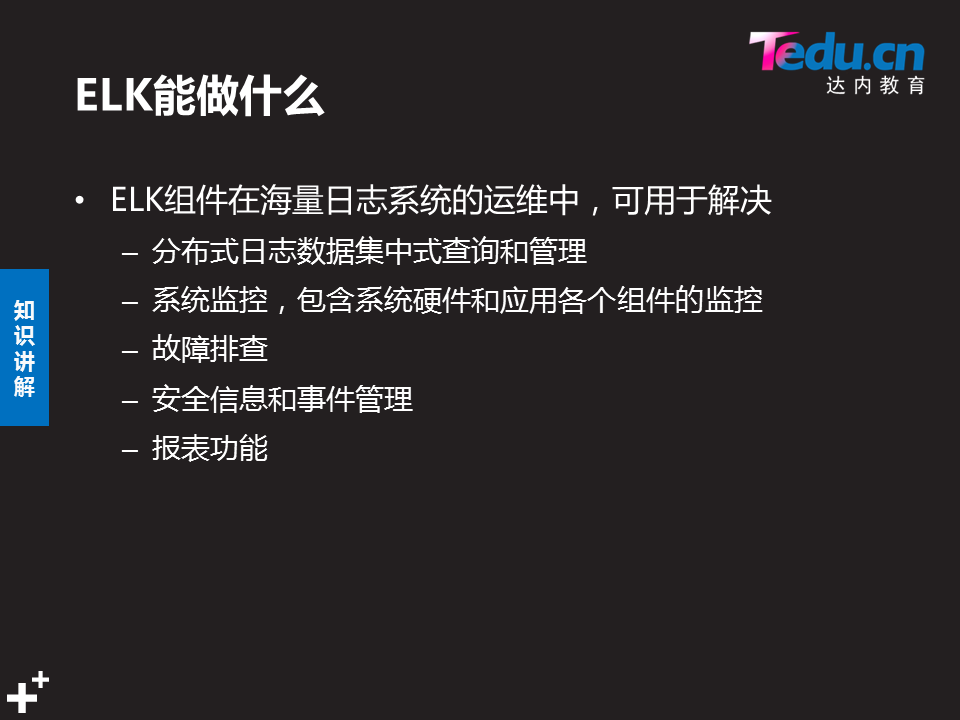 Tedu.cn
达内教育
ELK能做什么
• ELK组件在海量日志系统的运维中，可用于解决
– 分布式日志数据集中式查询和管理
– 系统监控，包含系统硬件和应用各个组件的监控
– 故障排查
– 安全信息和事件管理
– 报表功能
知识讲解